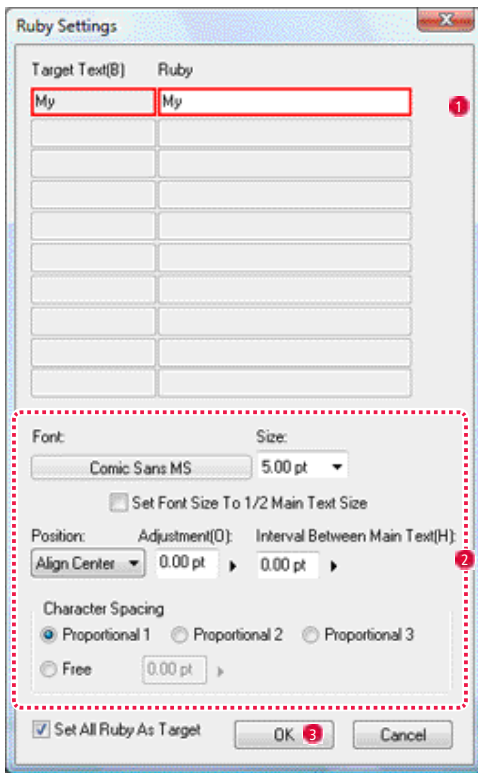 Ruby Settings
Target Text(B) Ruby
My My
1
Font: Size:
Comic Sans MS 5.00 pt
Set Font Size To 1/2 Main Text Size
Position: Adjustment(O): Interval Between Main Text(H):
Align Center 0.00 pt 0.00 pt
2
Character Spacing
Proportional 1 Proportional 2 Proportional 3
Free 0.00 pt
Set All Ruby As Target OK 3 Cancel